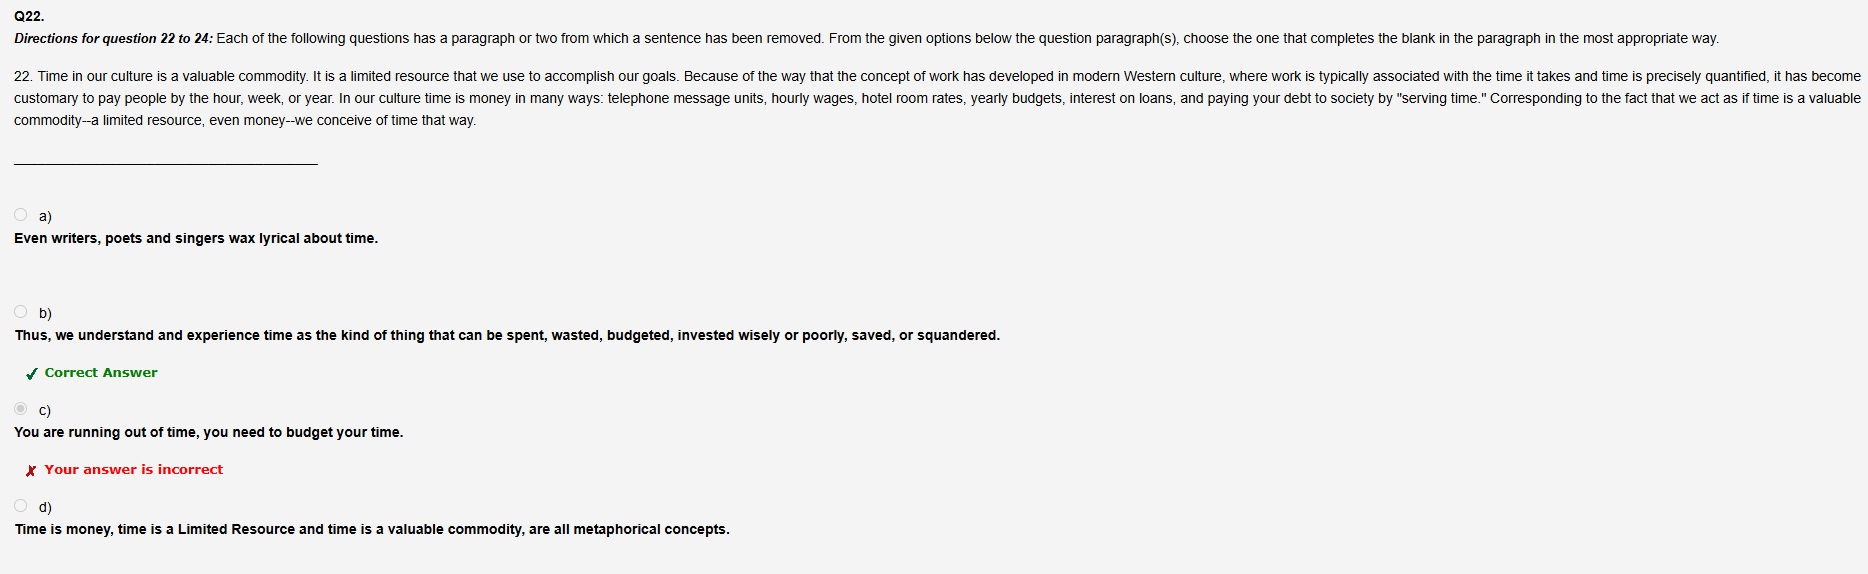 Q22.
Directions for question 22 to 24: Each of the following questions has a paragraph or two from which a sentence has been removed. From the given options below the question paragraph(s), choose the one that completes the blank in the paragraph in the most appropriate way.
22. Time in our culture is a valuable commodity. It is a limited resource that we use to accomplish our goals. Because of the way that the concept of work has developed in modern Western culture, where work is typically associated with the time it takes and time is precisely quantified, it has become
customary to pay people by the hour, week, or year. In our culture time is money in many ways: telephone message units, hourly wages, hotel room rates, yearly budgets, interest on loans, and paying your debt to society by "serving time." Corresponding to the fact that we act as if time is a valuable
commodity--a limited resource, even money--we conceive of time that way.
a)
Even writers, poets and singers wax lyrical about time.
b)
Thus, we understand and experience time as the kind of thing that can be spent, wasted, budgeted, invested wisely or poorly, saved, or squandered.
✓ Correct Answer
c)
You are running out of time, you need to budget your time.
✗ Your answer is incorrect
d)
Time is money, time is a Limited Resource and time is a valuable commodity, are all metaphorical concepts.